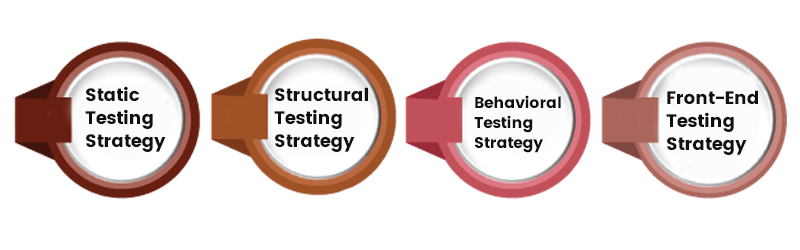 Static
Testing
Strategy
Structural
Testing
Strategy
Behavioral
Testing
Strategy
Front-End
Testing
Strategy